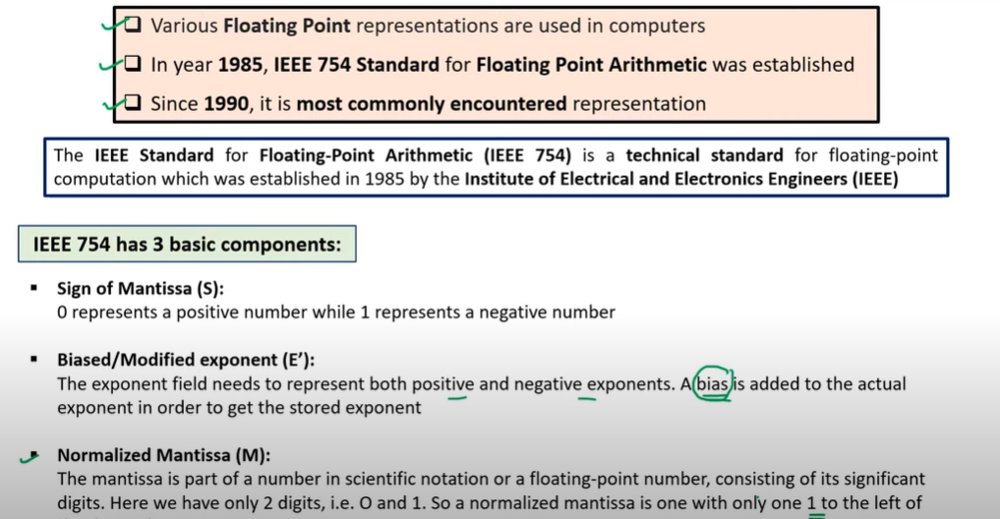 Various Floating Point representations are used in computers
In year 1985, IEEE 754 Standard for Floating Point Arithmetic was established
Since 1990, it is most commonly encountered representation
The IEEE Standard for Floating-Point Arithmetic (IEEE 754) is a technical standard for floating-point
computation which was established in 1985 by the Institute of Electrical and Electronics Engineers (IEEE)
IEEE 754 has 3 basic components:
Sign of Mantissa (S):
0 represents a positive number while 1 represents a negative number
Biased/Modified exponent (E’):
The exponent field needs to represent both positive and negative exponents. A bias is added to the actual
exponent in order to get the stored exponent
Normalized Mantissa (M):
The mantissa is part of a number in scientific notation or a floating-point number, consisting of its significant
digits. Here we have only 2 digits, i.e. O and 1. So a normalized mantissa is one with only one 1 to the left of